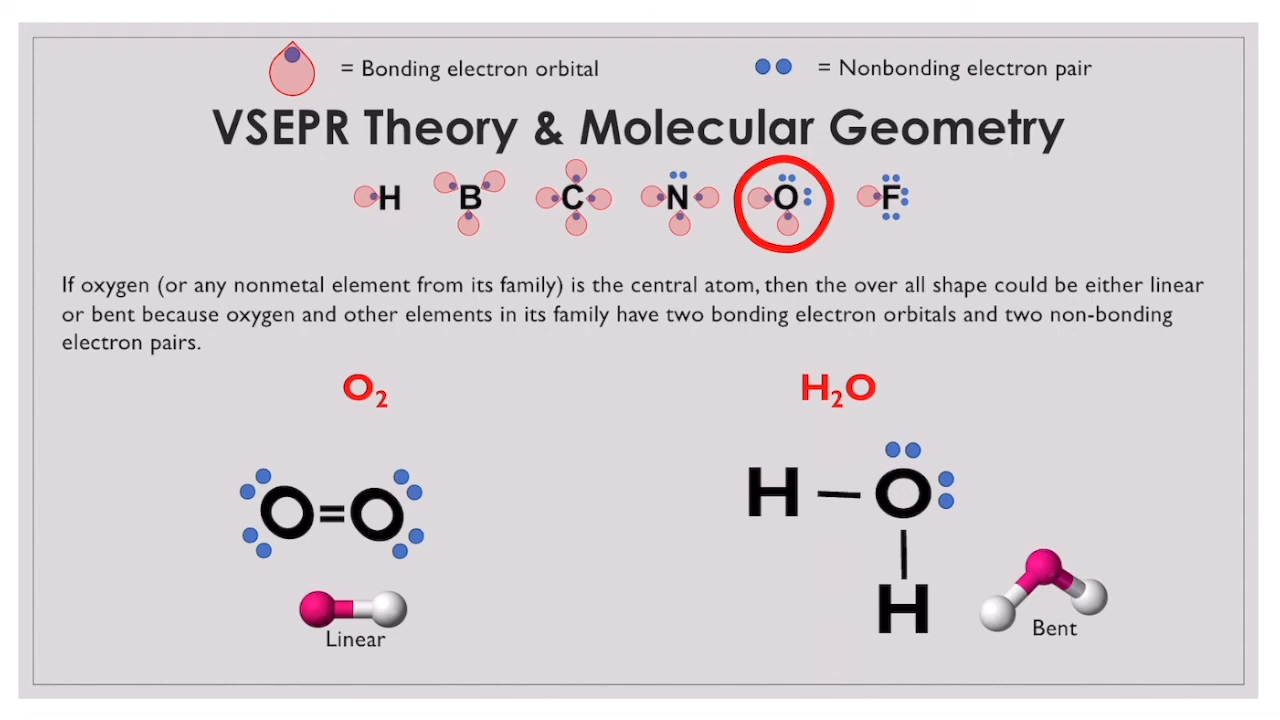 = Bonding electron orbital
= Nonbonding electron pair
VSEPR Theory & Molecular Geometry
H B C N O F
If oxygen (or any nonmetal element from its family) is the central atom, then the over all shape could be either linear
or bent because oxygen and other elements in its family have two bonding electron orbitals and two non-bonding
electron pairs.
O₂
H₂O
O=O
Linear
H – O
|
H
Bent